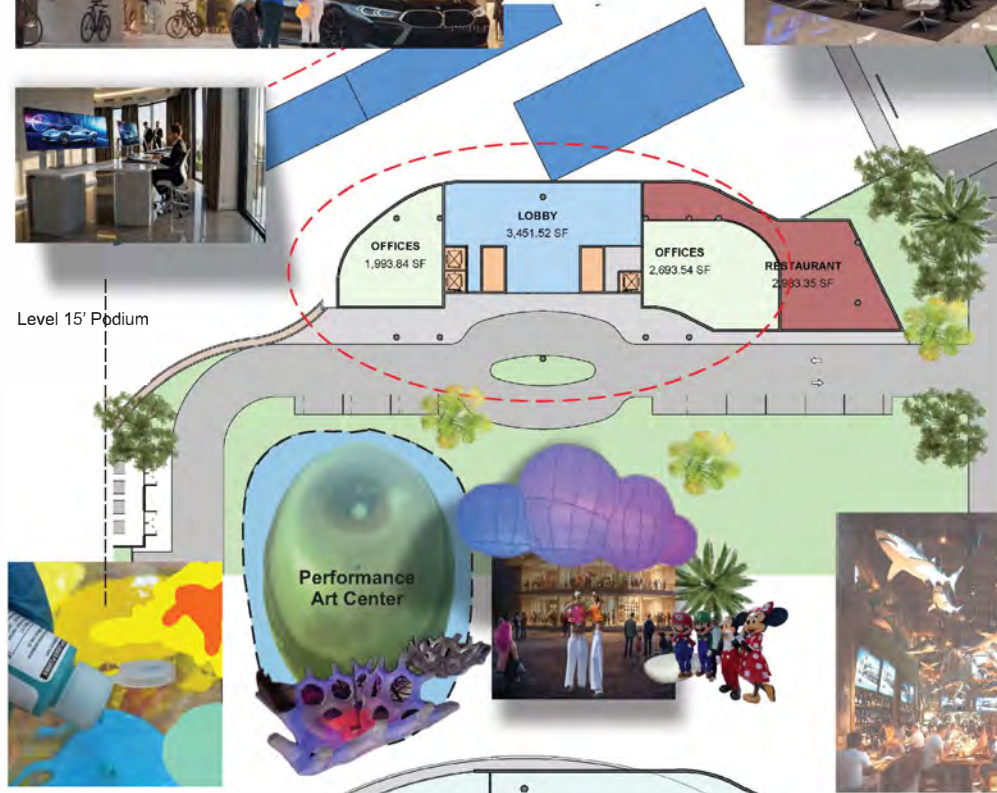 LOBBY
3,451.52 SF
OFFICES
1,993.84 SF
OFFICES
2,693.54 SF
RESTAURANT
2,983.35 SF
Level 15' Podium
Performance
Art Center